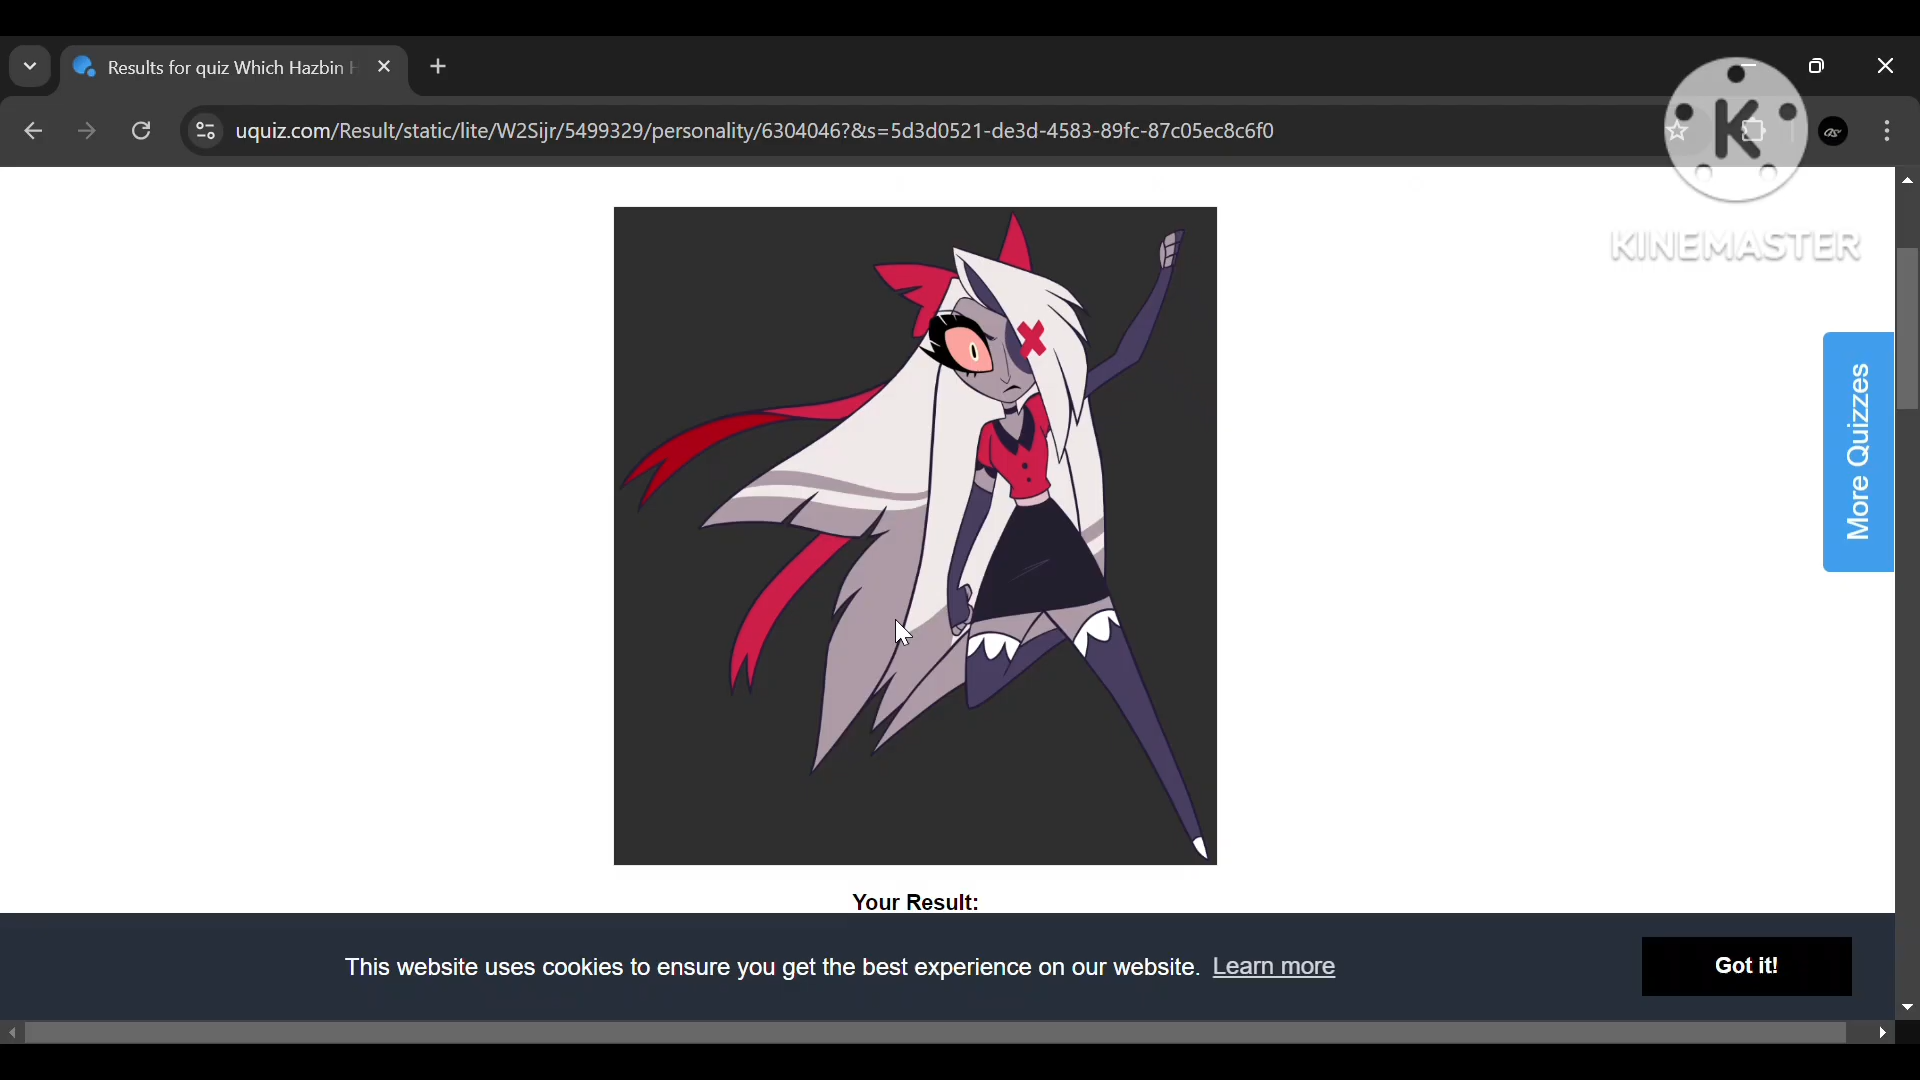 Results for quiz Which Hazbin H
uquiz.com/Result/static/lite/W2Sijr/5499329/personality/6304046?&s=5d3d0521-de3d-4583-89fc-87c05ec8c6f0
K
KINEMASTER
More Quizzes
Your Result:
This website uses cookies to ensure you get the best experience on our website. Learn more
Got it!